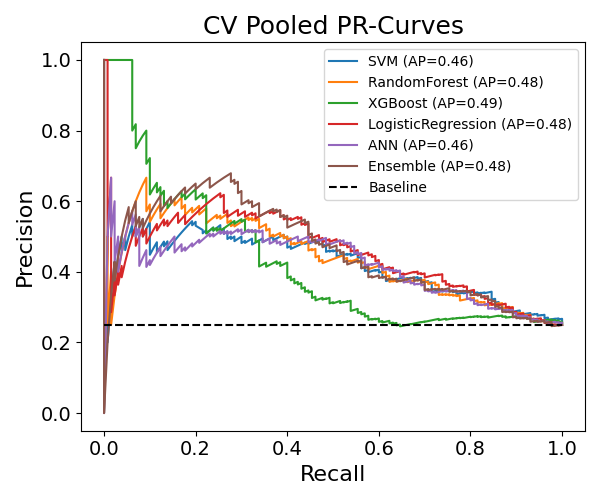 CV Pooled PR-Curves
Precision
1.0
0.8
0.6
0.4
0.2
0.0
SVM (AP=0.46)
RandomForest (AP=0.48)
XGBoost (AP=0.49)
LogisticRegression (AP=0.48)
ANN (AP=0.46)
Ensemble (AP=0.48)
Baseline
0.0 0.2 0.4 0.6 0.8 1.0
Recall